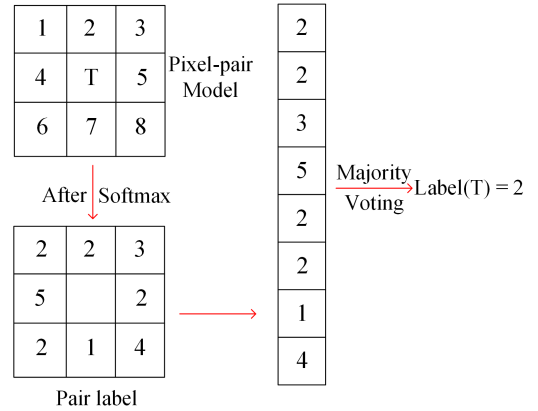 1 2 3
4 T 5
6 7 8
Pixel-pair
Model
After Softmax
2 2 3
5 2
2 1 4
Pair label
2
2
3
5
2
2
1
4
Majority
Voting
Label(T) = 2